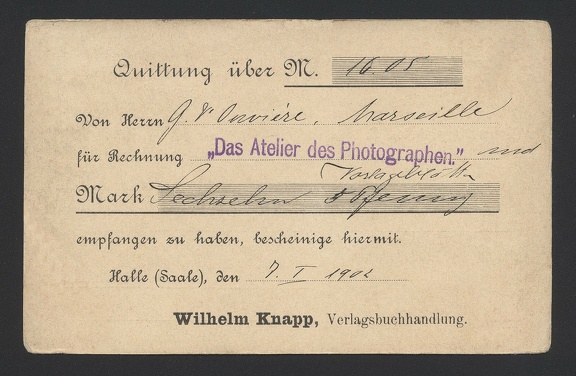 Quittung über M. 16.05
Von Herrn G. Marseille
für Rechnung „Das Atelier des Photographen." und
Vorlageblätter
Mark Sechzehn 5 Pfennig
empfangen zu haben, bescheinige hiermit.
Halle (Saale), den 7. I 1902
Wilhelm Knapp, Verlagsbuchhandlung.